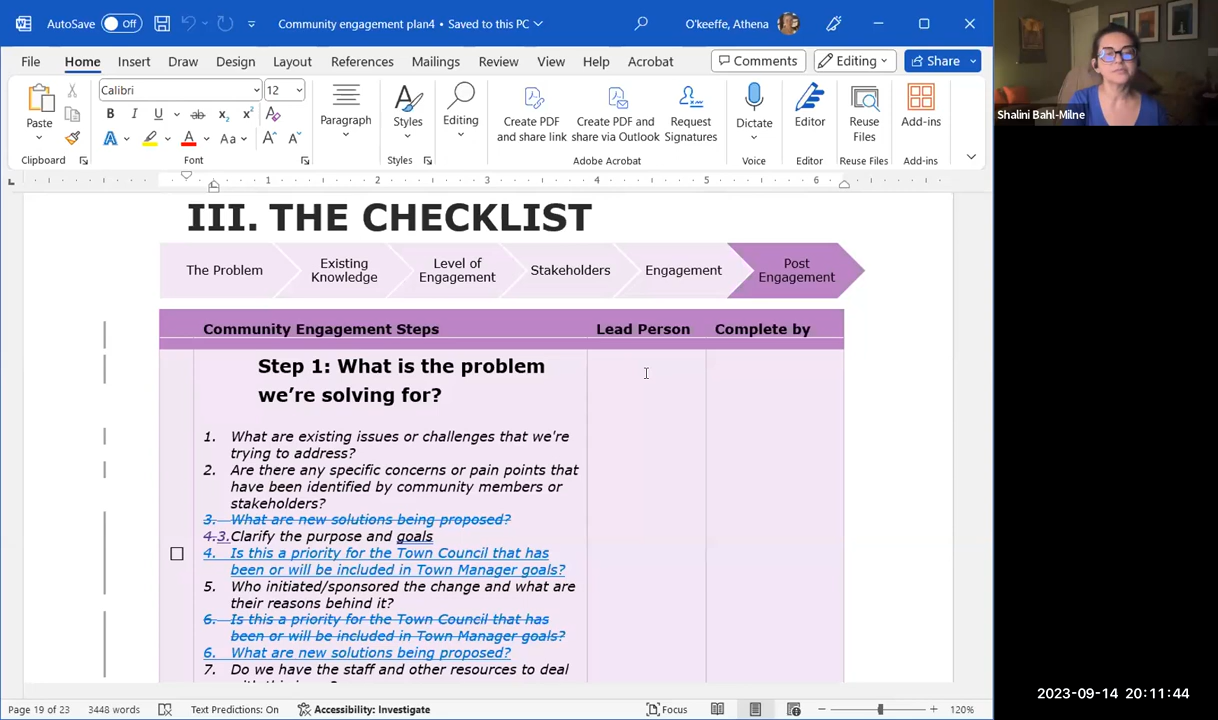 AutoSave Off Community engagement plan4 • Saved to this PC O'keeffe, Athena
File Home Insert Draw Design Layout References Mailings Review View Help Acrobat Comments Editing Share
Calibri 12
Paste Paragraph Styles Editing Create PDF and share link Create PDF and share via Outlook Request Signatures Dictate Editor Reuse Files Add-ins
Clipboard Font Styles Adobe Acrobat Voice Editor Reuse Files Add-ins
1 2 3 4 5 6
III. THE CHECKLIST
The Problem Existing Knowledge Level of Engagement Stakeholders Engagement Post Engagement
Community Engagement Steps Lead Person Complete by
Step 1: What is the problem
we're solving for?
1. What are existing issues or challenges that we're
trying to address?
2. Are there any specific concerns or pain points that
have been identified by community members or
stakeholders?
3. What are new solutions being proposed?
4.3.Clarify the purpose and goals
4. Is this a priority for the Town Council that has
been or will be included in Town Manager goals?
5. Who initiated/sponsored the change and what are
their reasons behind it?
6. Is this a priority for the Town Council that has
been or will be included in Town Manager goals?
6. What are new solutions being proposed?
7. Do we have the staff and other resources to deal
Page 19 of 23 3448 words Text Predictions: On Accessibility: Investigate Focus 120%
Shalini Bahl-Milne
2023-09-14 20:11:44